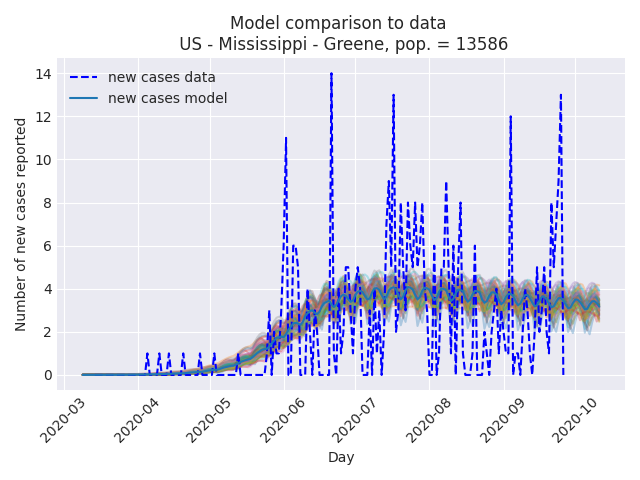 Model comparison to data
US - Mississippi - Greene, pop. = 13586
new cases data
new cases model
Number of new cases reported
14
12
10
8
6
4
2
0
2020-03
2020-04
2020-05
2020-06
2020-07
2020-08
2020-09
2020-10
Day